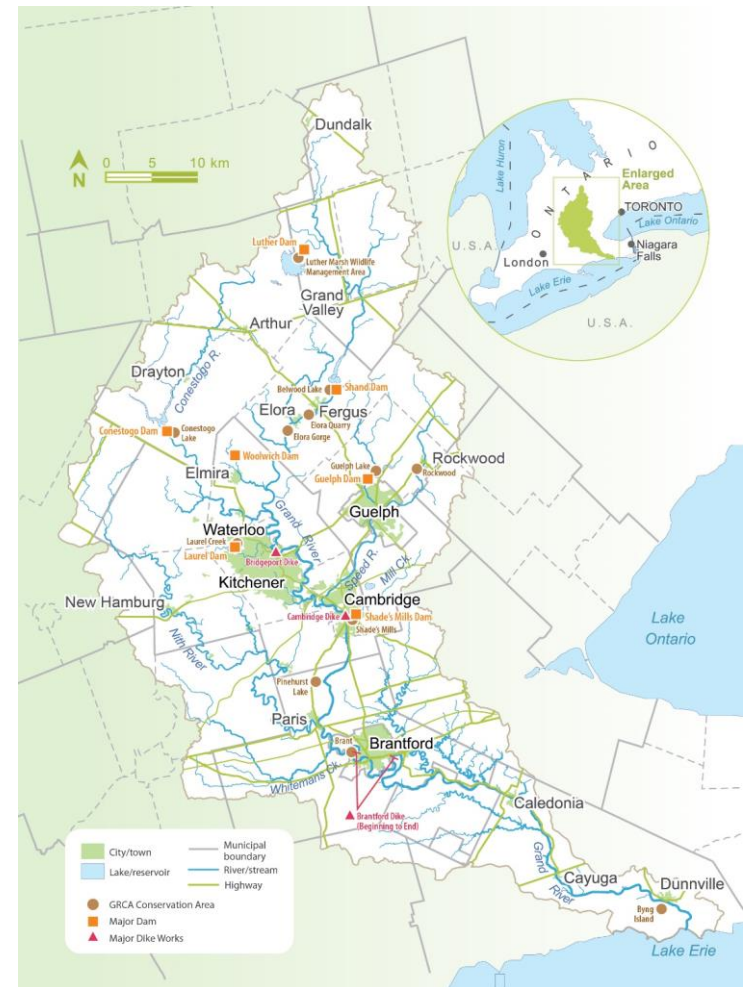 Dundalk
0 5 10 km
N
Luther Dam
Luther Marsh Wildlife
Management Area
Grand
Valley
Arthur
Drayton
Conestogo R.
Belwood Lake
Shand Dam
Elora
Fergus
Elora Quarry
Elora Gorge
Conestogo Dam
Conestogo
Lake
Woolwich Dam
Elmira
Guelph Lake
Guelph Dam
Rockwood
Rockwood
Grand
River
Guelph
Waterloo
Laurel Creek
Laurel Dam
Bridgeport Dike
Kitchener
Speed R.
Mill Ck.
Cambridge
Cambridge Dike
Shade's Mills Dam
Shade's Mills
New Hamburg
Nith River
Pinehurst
Lake
Paris
Brant
Brantford
Whitemans Ck.
Brantford Dike
(Beginning to End)
Caledonia
Grand
River
Cayuga
Dunnville
Byng
Island
Lake Erie
Lake
Ontario
ONTARIO
Lake Huron
Enlarged
Area
TORONTO
Lake Ontario
U.S.A.
London
Niagara
Falls
Lake Erie
U.S.A.
City/town
Lake/reservoir
Municipal
boundary
River/stream
Highway
GRCA Conservation Area
Major Dam
Major Dike Works